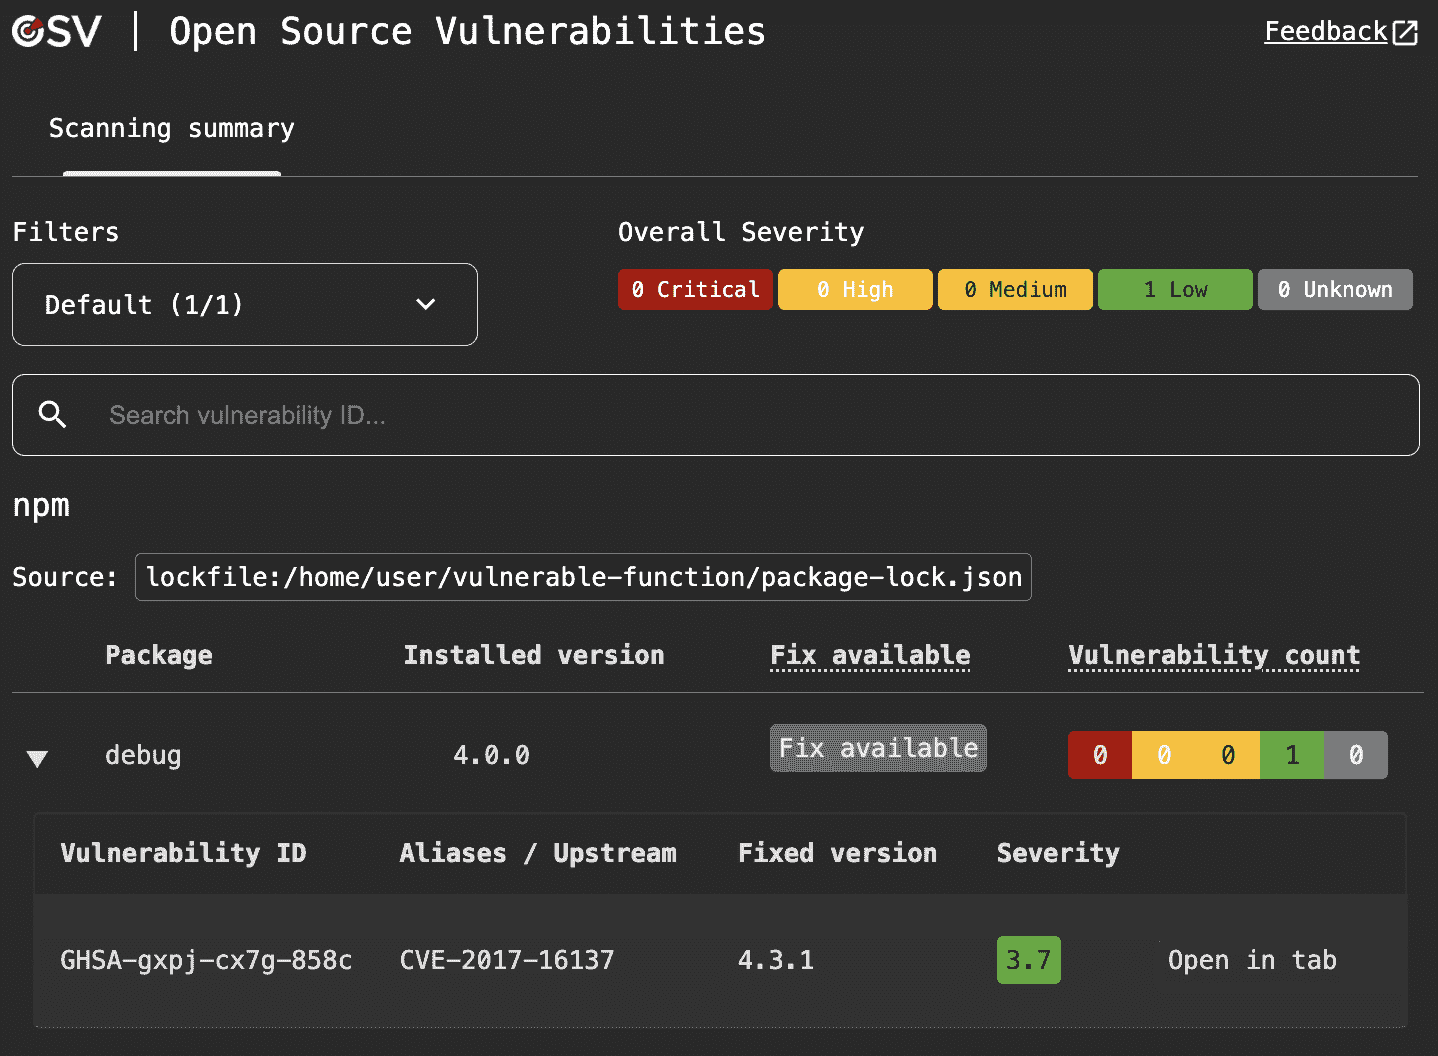 OSV | Open Source Vulnerabilities
Feedback
Scanning summary
Filters
Overall Severity
Default (1/1)
0 Critical 0 High 0 Medium 1 Low 0 Unknown
Search vulnerability ID...
npm
Source: lockfile:/home/user/vulnerable-function/package-lock.json
Package Installed version Fix available Vulnerability count
debug 4.0.0 Fix available 0 0 0 1 0
Vulnerability ID Aliases / Upstream Fixed version Severity
GHSA-gxpj-cx7g-858c CVE-2017-16137 4.3.1 3.7 Open in tab